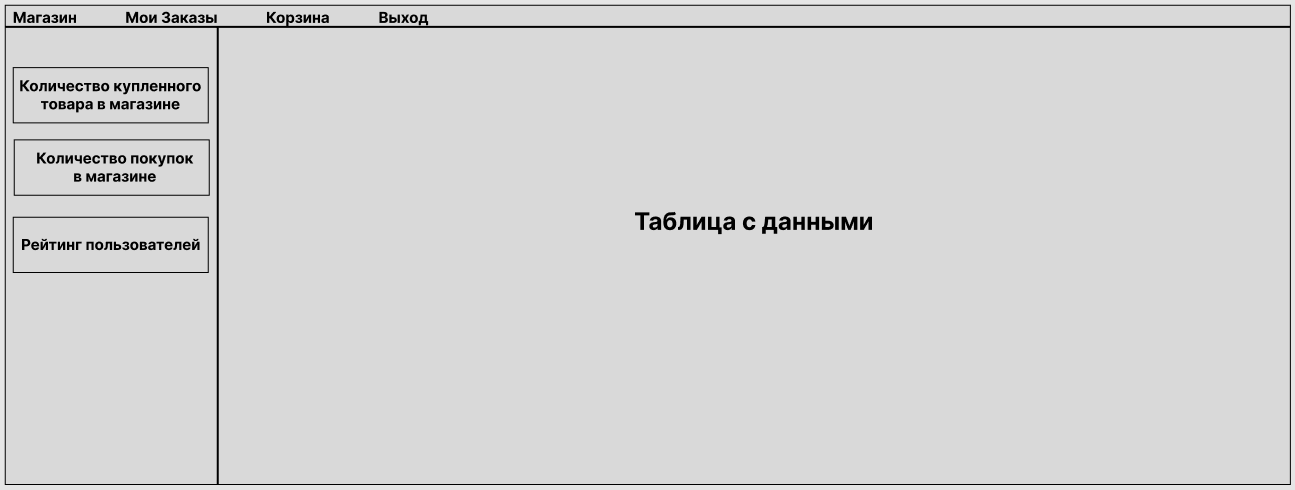 Магазин Мои Заказы Корзина Выход
Количество купленного
товара в магазине
Количество покупок
в магазине
Рейтинг пользователей
Таблица с данными